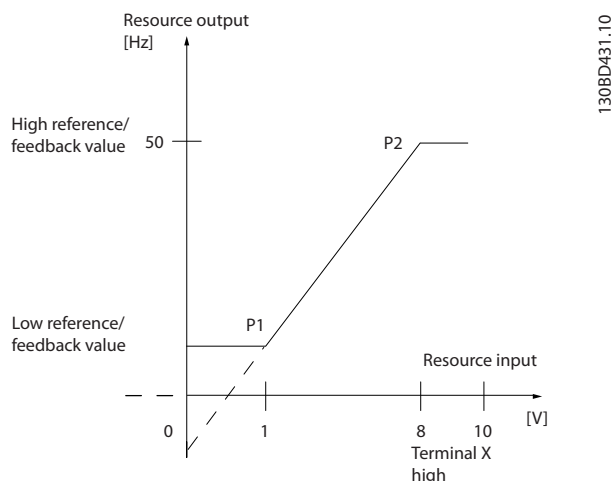 Resource output
[Hz]
High reference/
feedback value
50
P2
Low reference/
feedback value
P1
Resource input
[V]
0
1
8
10
Terminal X
high
130BD431.10